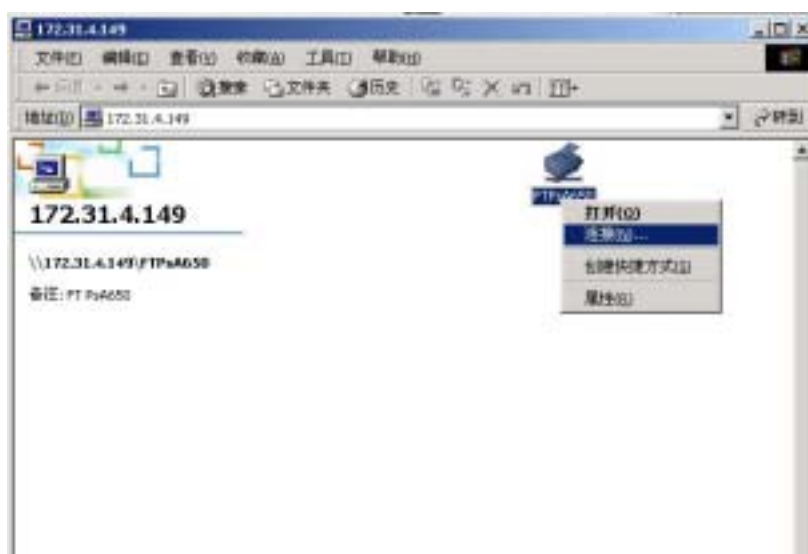 172.31.4.149
文件(F) 编辑(E) 查看(V) 收藏(A) 工具(T) 帮助(H)
搜索 文件夹 历史
地址(D) 172.31.4.149 转到
172.31.4.149
\\172.31.4.149\FTPsA650
备注: FT PsA650
FTPsA650
打开(O)
连接(N)...
创建快捷方式(S)
属性(R)